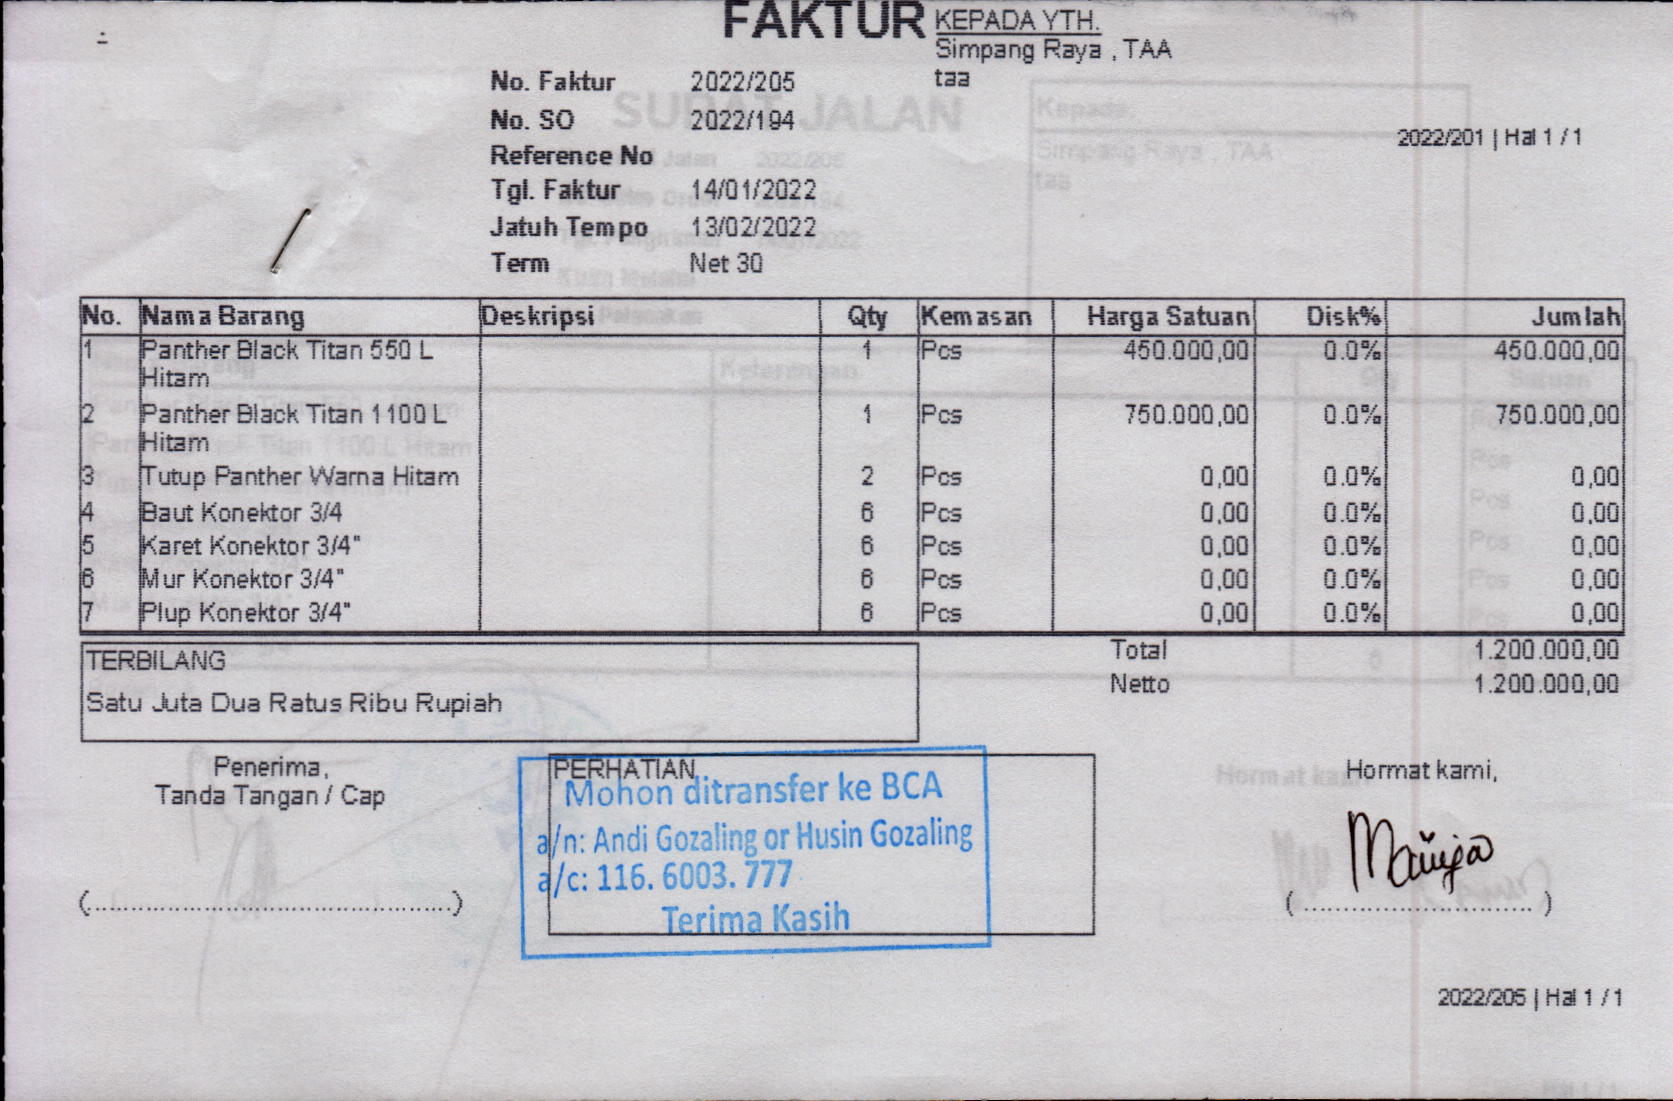 FAKTUR
KEPADA YTH.
Simpang Raya , TAA
taa
No. Faktur 2022/205
No. SO 2022/194
Reference No
Tgl. Faktur 14/01/2022
Jatuh Tempo 13/02/2022
Term Net 30
2022/201 | Hal 1 / 1
SURAT JALAN
Kepada
Simpang Raya , TAA
taa
No. Nama Barang Deskripsi Qty Kemasan Harga Satuan Disk% Jumlah
1 Panther Black Titan 550 L 1 Pcs 450.000,00 0.0% 450.000,00
Hitam
2 Panther Black Titan 1100 L 1 Pcs 750.000,00 0.0% 750.000,00
Hitam
3 Tutup Panther Warna Hitam 2 Pcs 0,00 0.0% 0,00
4 Baut Konektor 3/4 6 Pcs 0,00 0.0% 0,00
5 Karet Konektor 3/4" 6 Pcs 0,00 0.0% 0,00
6 Mur Konektor 3/4" 6 Pcs 0,00 0.0% 0,00
7 Plup Konektor 3/4" 6 Pcs 0,00 0.0% 0,00
Total 1.200.000,00
Netto 1.200.000,00
TERBILANG
Satu Juta Dua Ratus Ribu Rupiah
Penerima,
Tanda Tangan / Cap
(...............................................)
PERHATIAN
Mohon ditransfer ke BCA
a/n: Andi Gozaling or Husin Gozaling
a/c: 116. 6003. 777
Terima Kasih
Hormat kami,
(................................)
2022/205 | Hal 1 / 1